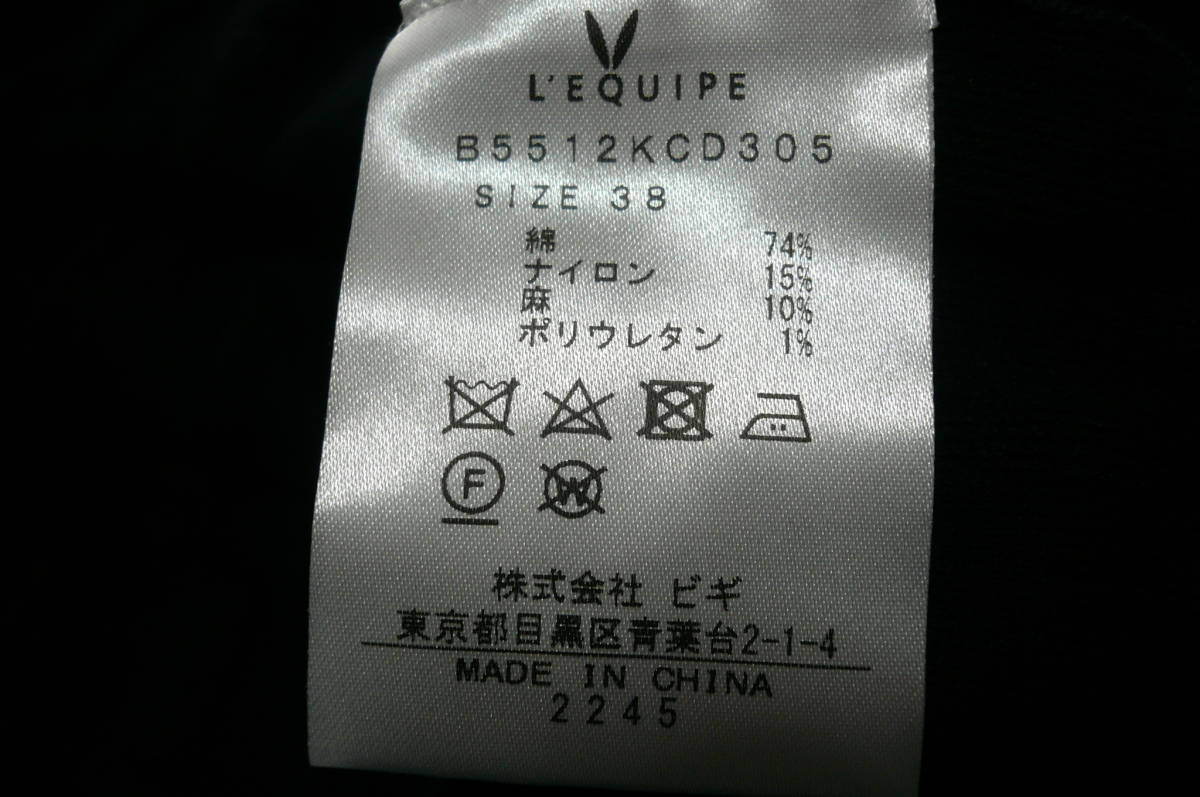 L'EQUIPE
B5512KCD305
SIZE 38
綿 74%
ナイロン 15%
麻 10%
ポリウレタン 1%
F W
株式会社 ビギ
東京都目黒区青葉台2-1-4
MADE IN CHINA
2245